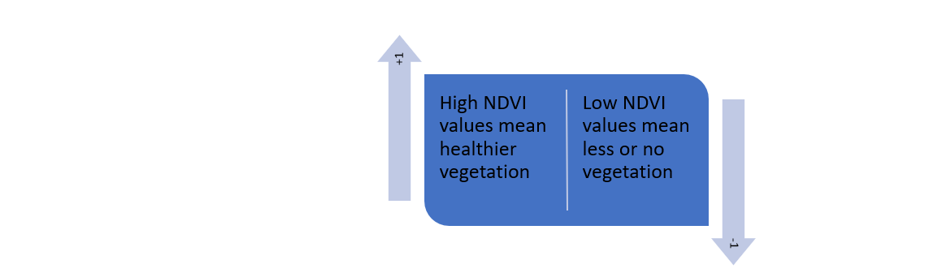 +1
High NDVI
values mean
healthier
vegetation
Low NDVI
values mean
less or no
vegetation
-1